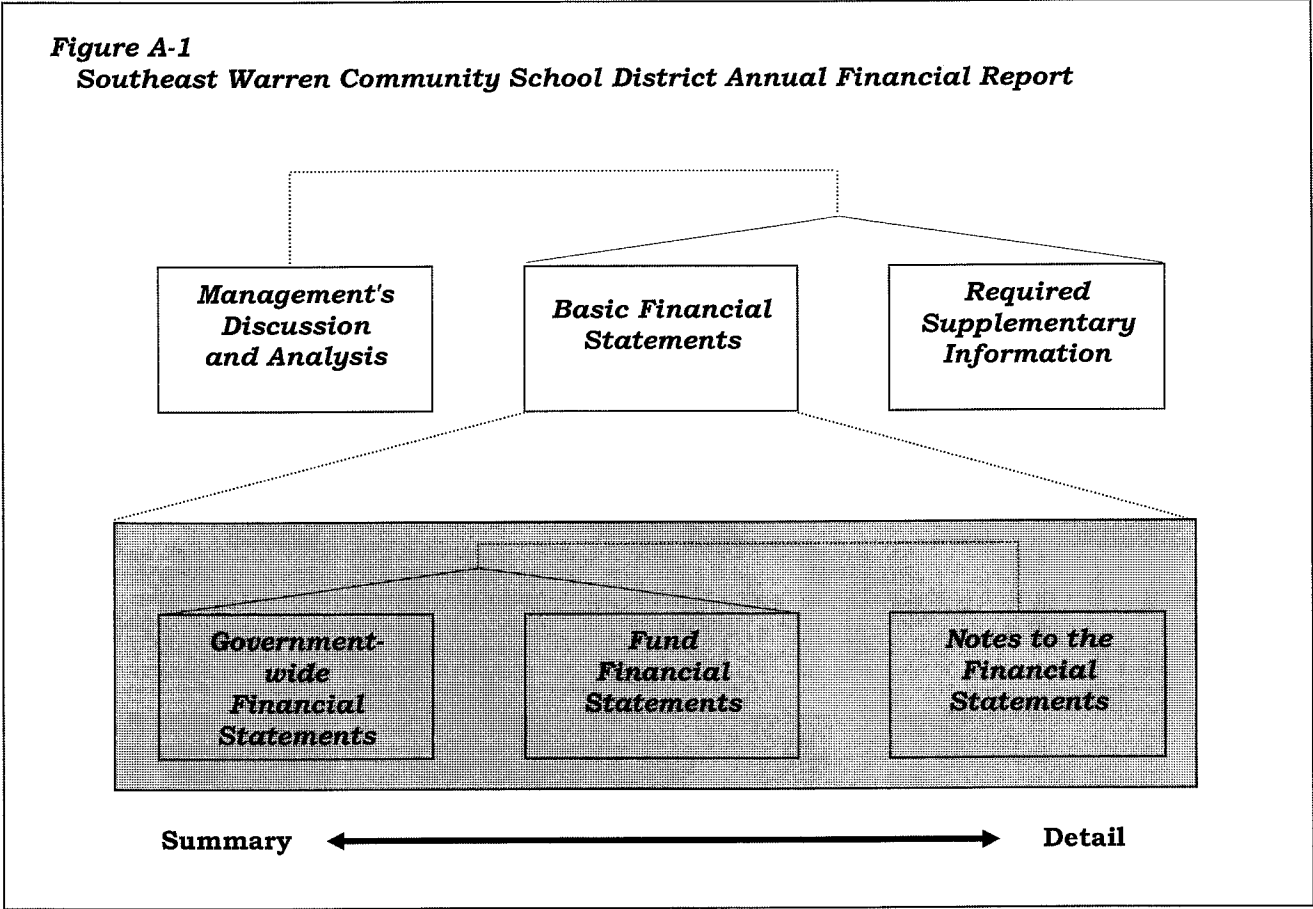 Figure A-1
Southeast Warren Community School District Annual Financial Report
Management's
Discussion
and Analysis
Basic Financial
Statements
Required
Supplementary
Information
Government-
wide
Financial
Statements
Fund
Financial
Statements
Notes to the
Financial
Statements
Summary
Detail